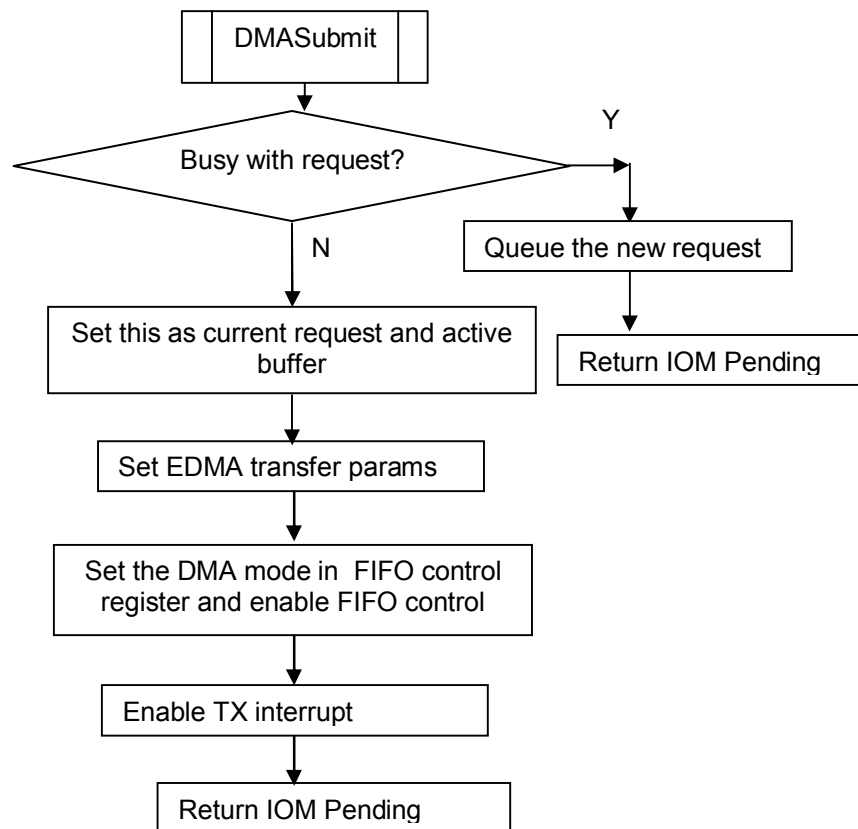 DMASubmit
Busy with request?
Y
N
Queue the new request
Return IOM Pending
Set this as current request and active
buffer
Set EDMA transfer params
Set the DMA mode in  FIFO control
register and enable FIFO control
Enable TX interrupt
Return IOM Pending